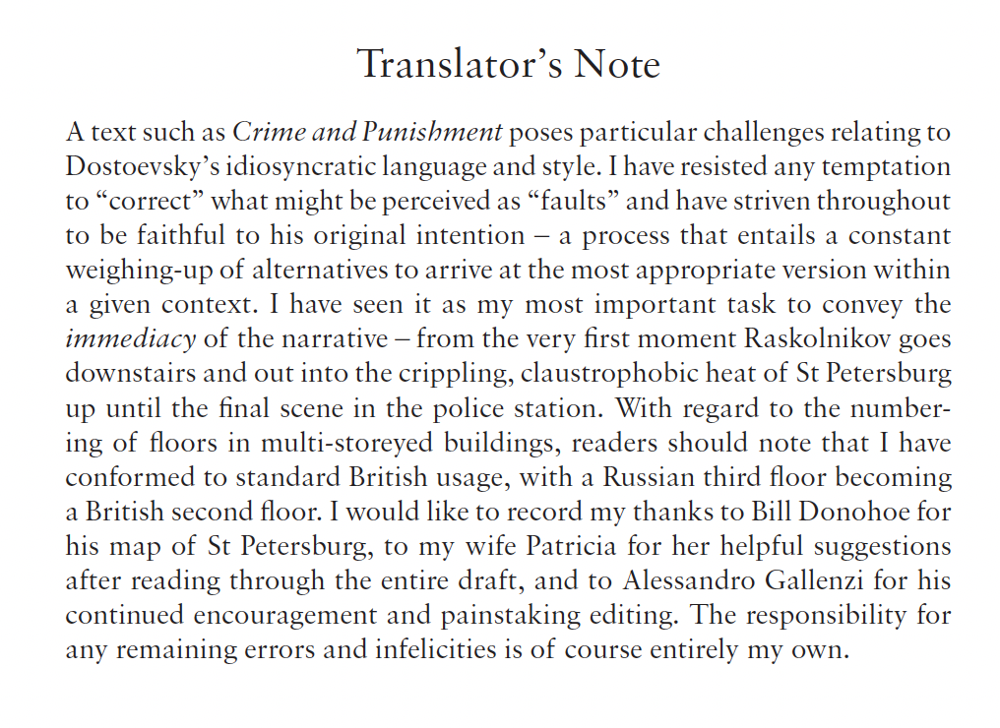 Translator’s Note
A text such as Crime and Punishment poses particular challenges relating to
Dostoevsky’s idiosyncratic language and style. I have resisted any temptation
to “correct” what might be perceived as “faults” and have striven throughout
to be faithful to his original intention – a process that entails a constant
weighing-up of alternatives to arrive at the most appropriate version within
a given context. I have seen it as my most important task to convey the
immediacy of the narrative – from the very first moment Raskolnikov goes
downstairs and out into the crippling, claustrophobic heat of St Petersburg
up until the final scene in the police station. With regard to the number-
ing of floors in multi-storeyed buildings, readers should note that I have
conformed to standard British usage, with a Russian third floor becoming
a British second floor. I would like to record my thanks to Bill Donohoe for
his map of St Petersburg, to my wife Patricia for her helpful suggestions
after reading through the entire draft, and to Alessandro Gallenzi for his
continued encouragement and painstaking editing. The responsibility for
any remaining errors and infelicities is of course entirely my own.